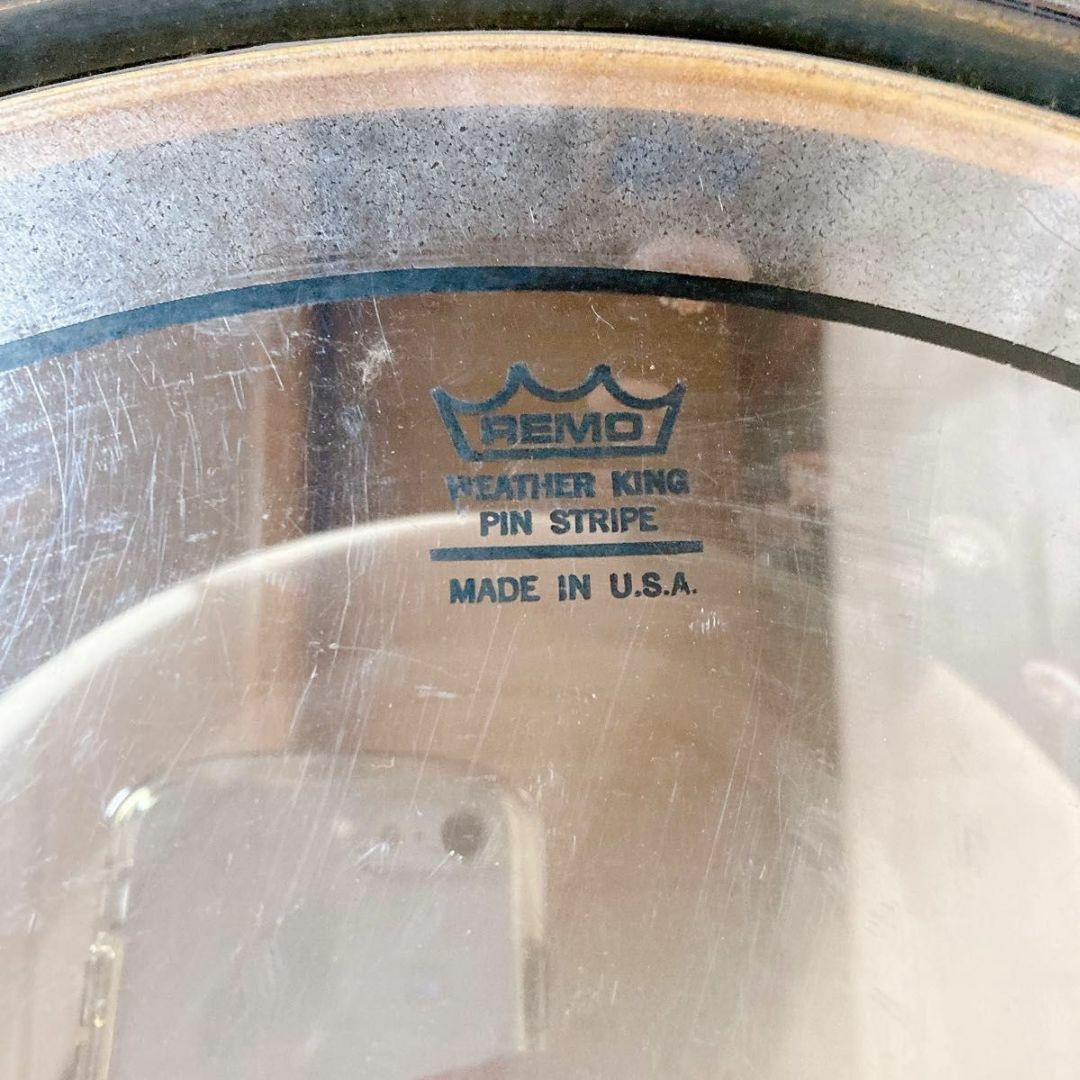 REMO
WEATHER KING
PIN STRIPE
MADE IN U.S.A.